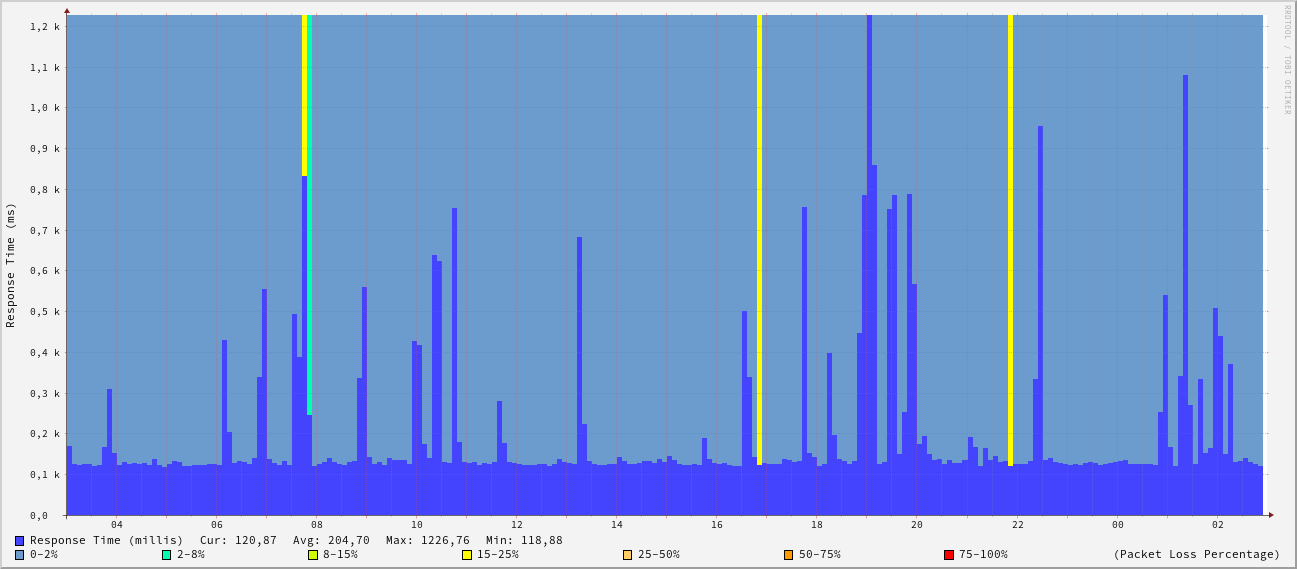 RRDTOOL / TOBI OETIKER
Response Time (ms)
1,2 k
1,1 k
1,0 k
0,9 k
0,8 k
0,7 k
0,6 k
0,5 k
0,4 k
0,3 k
0,2 k
0,1 k
0,0
04 06 08 10 12 14 16 18 20 22 00 02
Response Time (millis) Cur: 120,87 Avg: 204,70 Max: 1226,76 Min: 118,88
0-2% 2-8% 8-15% 15-25% 25-50% 50-75% 75-100% (Packet Loss Percentage)